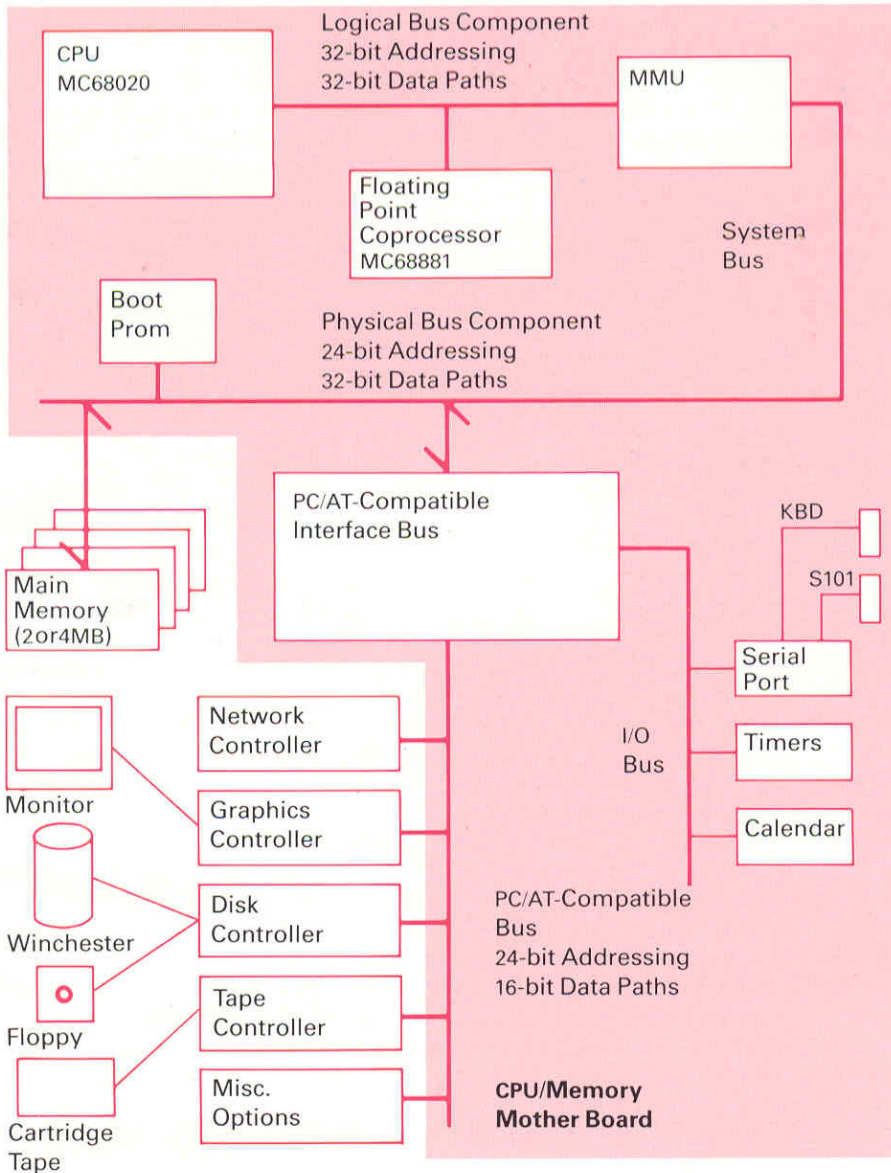 CPU
MC68020
Logical Bus Component
32-bit Addressing
32-bit Data Paths
MMU
Floating
Point
Coprocessor
MC68881
System
Bus
Boot
Prom
Physical Bus Component
24-bit Addressing
32-bit Data Paths
PC/AT-Compatible
Interface Bus
KBD
S101
Main
Memory
(2or4MB)
Serial
Port
Network
Controller
I/O
Bus
Timers
Monitor
Graphics
Controller
Calendar
Winchester
Disk
Controller
PC/AT-Compatible
Bus
24-bit Addressing
16-bit Data Paths
Floppy
Tape
Controller
Cartridge
Tape
Misc.
Options
CPU/Memory
Mother Board